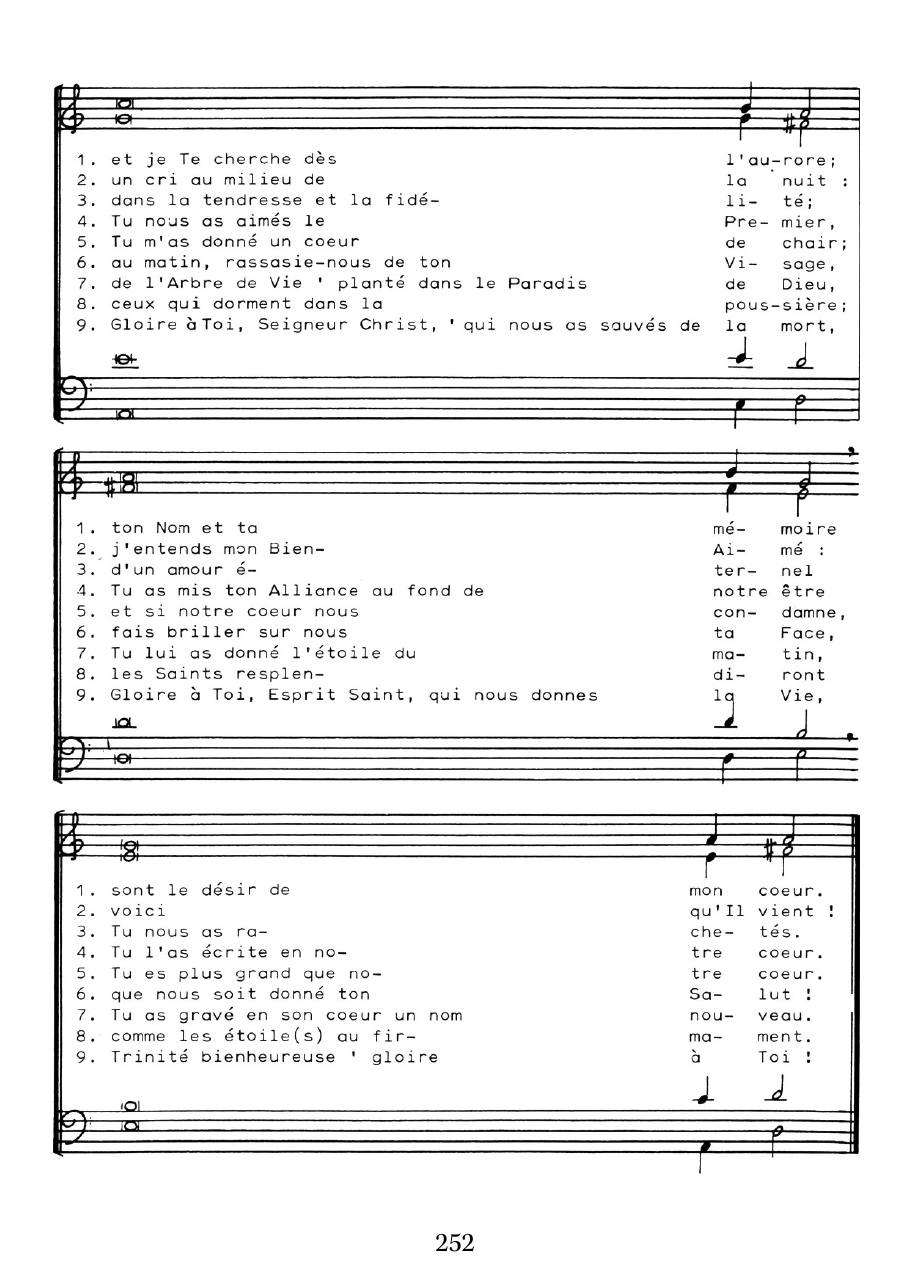 1. et je Te cherche dès l'au-rore;
2. un cri au milieu de la nuit :
3. dans la tendresse et la fidé- li- té;
4. Tu nous as aimés le Pre- mier,
5. Tu m'as donné un coeur de chair;
6. au matin, rassasie-nous de ton Vi- sage,
7. de l'Arbre de Vie ' planté dans le Paradis de Dieu,
8. ceux qui dorment dans la pous-sière;
9. Gloire à Toi, Seigneur Christ, ' qui nous as sauvés de la mort,
1. ton Nom et ta mé- moire
2. j'entends mon Bien- Ai- mé :
3. d'un amour é- ter- nel
4. Tu as mis ton Alliance au fond de notre être
5. et si notre coeur nous con- damne,
6. fais briller sur nous ta Face,
7. Tu lui as donné l'étoile du ma- tin,
8. les Saints resplen- di- ront
9. Gloire à Toi, Esprit Saint, qui nous donnes la Vie,
1. sont le désir de mon coeur.
2. voici qu'Il vient !
3. Tu nous as ra- che- tés.
4. Tu l'as écrite en no- tre coeur.
5. Tu es plus grand que no- tre coeur.
6. que nous soit donné ton Sa- lut !
7. Tu as gravé en son coeur un nom nou- veau.
8. comme les étoile(s) au fir- ma- ment.
9. Trinité bienheureuse ' gloire à Toi !
252